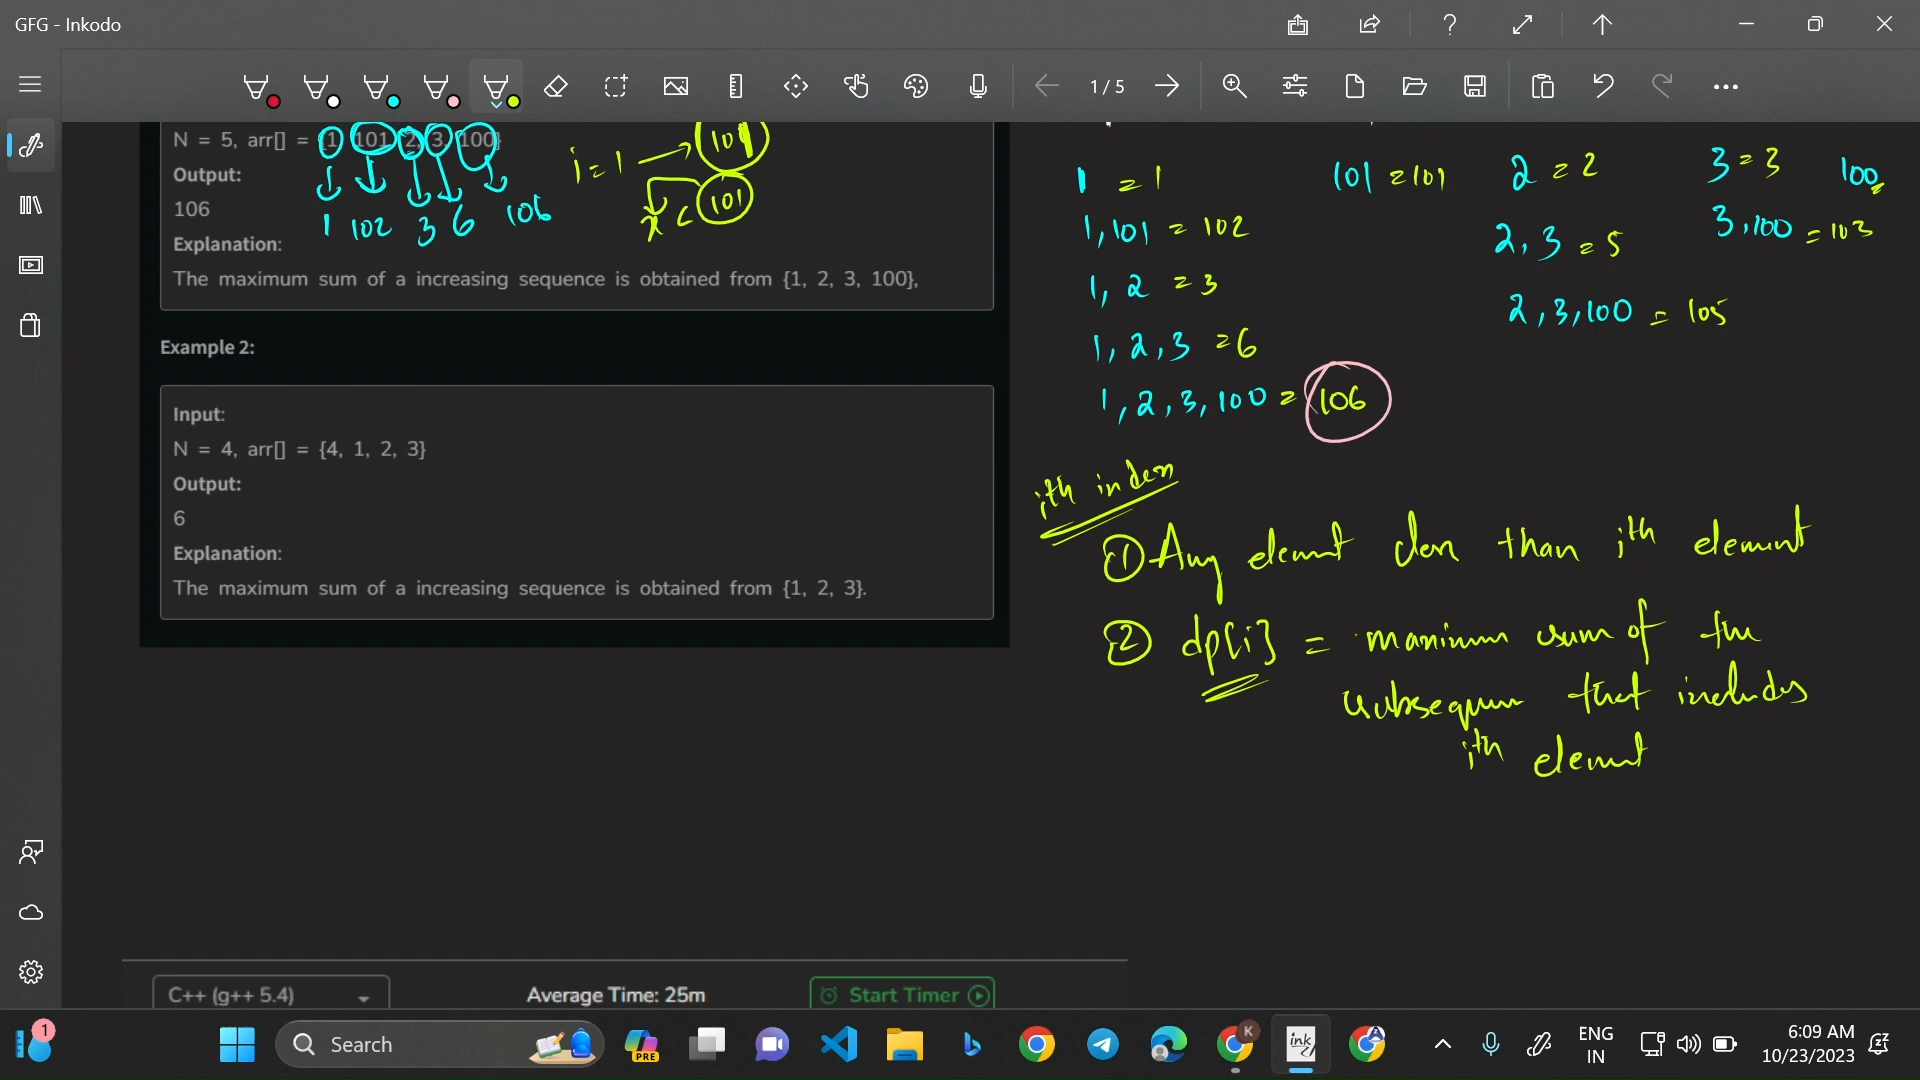 GFG - Inkodo
1 / 5
N = 5, arr[] = {1, 101, 2, 3, 100}
Output:
106
Explanation:
The maximum sum of a increasing sequence is obtained from {1, 2, 3, 100},
1 102 3 6 106
i=1 → 101
x < 101
1 = 1
1,101 = 102
1, 2 = 3
1, 2, 3 = 6
1, 2, 3, 100 = 106
101 = 101
2 = 2
2, 3 = 5
2, 3, 100 = 105
3 = 3
3, 100 = 103
100
Example 2:
Input:
N = 4, arr[] = {4, 1, 2, 3}
Output:
6
Explanation:
The maximum sum of a increasing sequence is obtained from {1, 2, 3}.
ith index
① Any element less than ith element
② dp[i] = maximum sum of the
subsequence that includes
ith element
C++ (g++ 5.4)
Average Time: 25m
Start Timer
1
Search
PRE
K
ink
ENG
IN
6:09 AM
10/23/2023